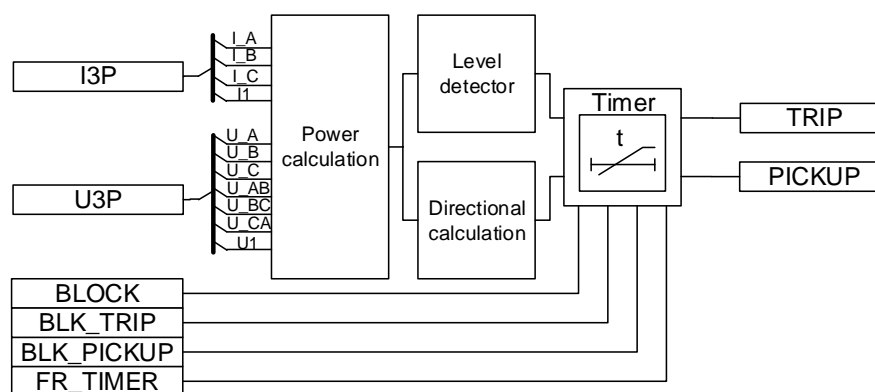 I3P
I_A
I_B
I_C
I1
U3P
U_A
U_B
U_C
U_AB
U_BC
U_CA
U1
Power
calculation
Level
detector
Directional
calculation
Timer
t
TRIP
PICKUP
BLOCK
BLK_TRIP
BLK_PICKUP
FR_TIMER